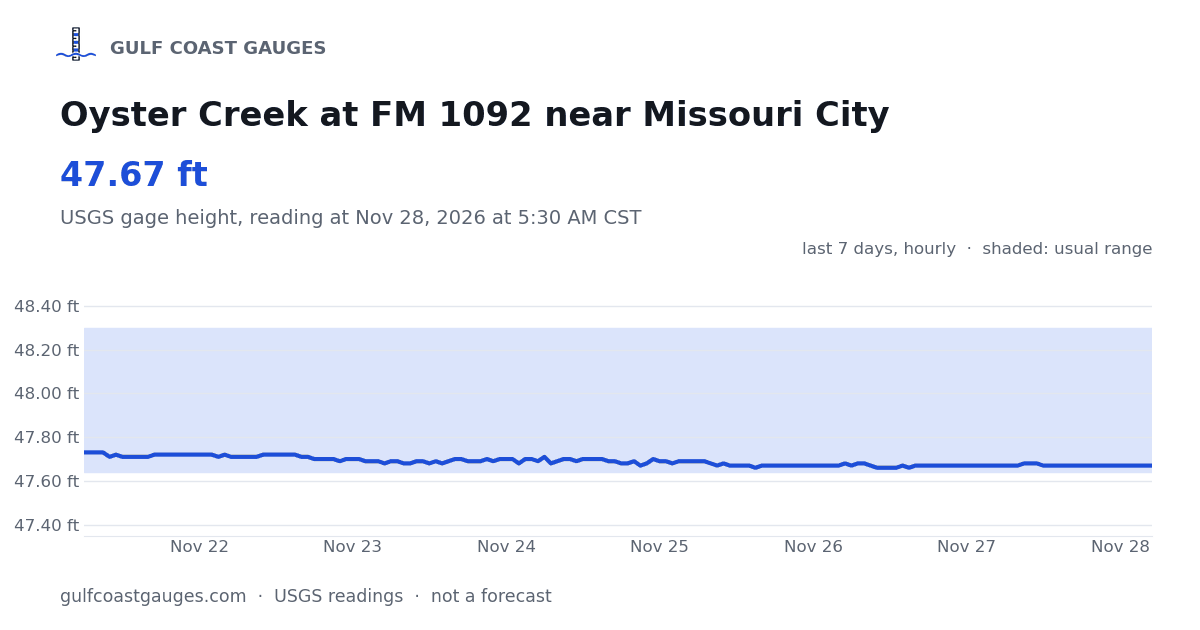 GULF COAST GAUGES
Oyster Creek at FM 1092 near Missouri City
47.67 ft
USGS gage height, reading at Nov 28, 2026 at 5:30 AM CST
last 7 days, hourly · shaded: usual range
48.40 ft
48.20 ft
48.00 ft
47.80 ft
47.60 ft
47.40 ft
Nov 22 Nov 23 Nov 24 Nov 25 Nov 26 Nov 27 Nov 28
gulfcoastgauges.com · USGS readings · not a forecast